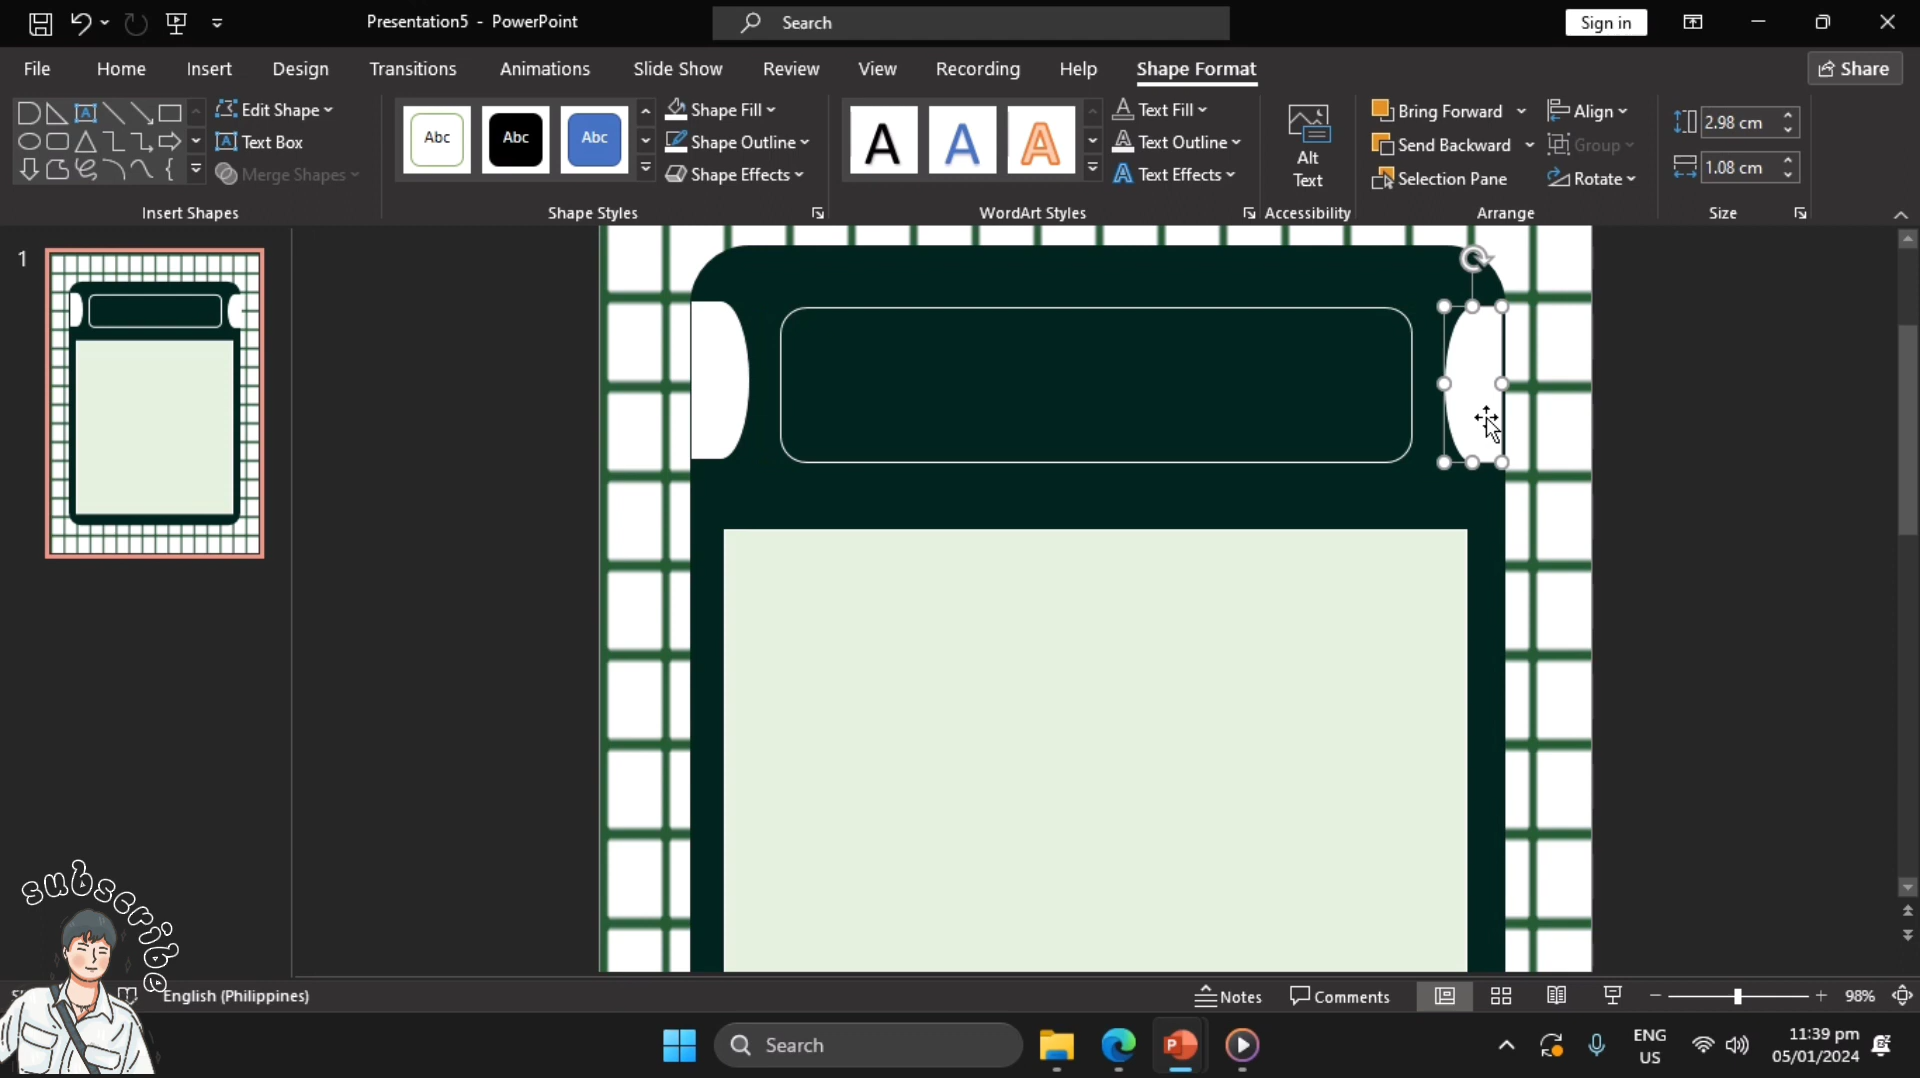 Presentation5 - PowerPoint
Search
Sign in
File Home Insert Design Transitions Animations Slide Show Review View Recording Help Shape Format
Share
Edit Shape
Text Box
Merge Shapes
Insert Shapes
Abc Abc Abc
Shape Fill
Shape Outline
Shape Effects
Shape Styles
A A A
Text Fill
Text Outline
Text Effects
WordArt Styles
Alt
Text
Accessibility
Bring Forward
Send Backward
Selection Pane
Align
Group
Rotate
Arrange
2.98 cm
1.08 cm
Size
1
subscribe
English (Philippines)
Notes
Comments
98%
Search
ENG
US
11:39 pm
05/01/2024